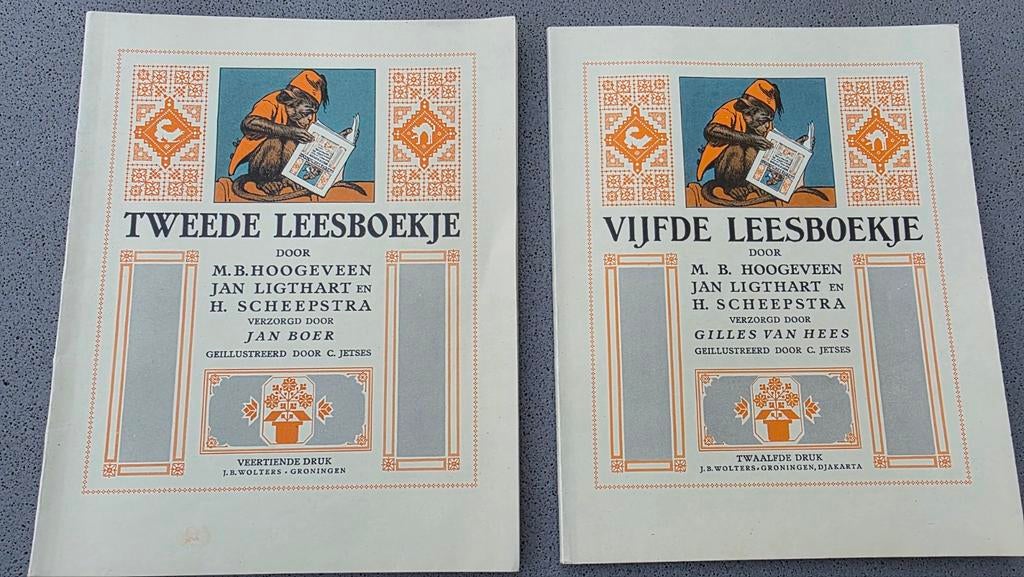 TWEEDE LEESBOEKJE
DOOR
M.B.HOOGEVEEN
JAN LIGTHART EN
H. SCHEEPSTRA
VERZORGD DOOR
JAN BOER
GEÏLLUSTREERD DOOR C. JETSES
VEERTIENDE DRUK
J.B.WOLTERS • GRONINGEN
VIJFDE LEESBOEKJE
DOOR
M. B. HOOGEVEEN
JAN LIGTHART EN
H. SCHEEPSTRA
VERZORGD DOOR
GILLES VAN HEES
GEÏLLUSTREERD DOOR C. JETSES
TWAALFDE DRUK
J.B.WOLTERS • GRONINGEN, DJAKARTA